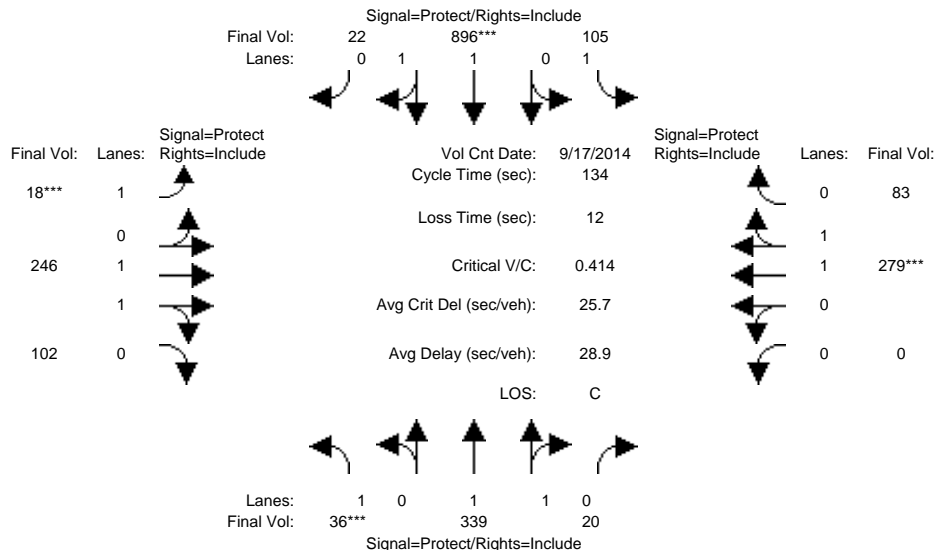 Signal=Protect/Rights=Include
Final Vol: 22 896*** 105
Lanes: 0 1 1 0 1
Signal=Protect Signal=Protect
Final Vol: Lanes: Rights=Include Vol Cnt Date: 9/17/2014 Rights=Include Lanes: Final Vol:
Cycle Time (sec): 134
18*** 1 0 83
Loss Time (sec): 12
0 1
246 1 Critical V/C: 0.414 1 279***
1 Avg Crit Del (sec/veh): 25.7 0
102 0 Avg Delay (sec/veh): 28.9 0 0
LOS: C
Lanes: 1 0 1 1 0
Final Vol: 36*** 339 20
Signal=Protect/Rights=Include